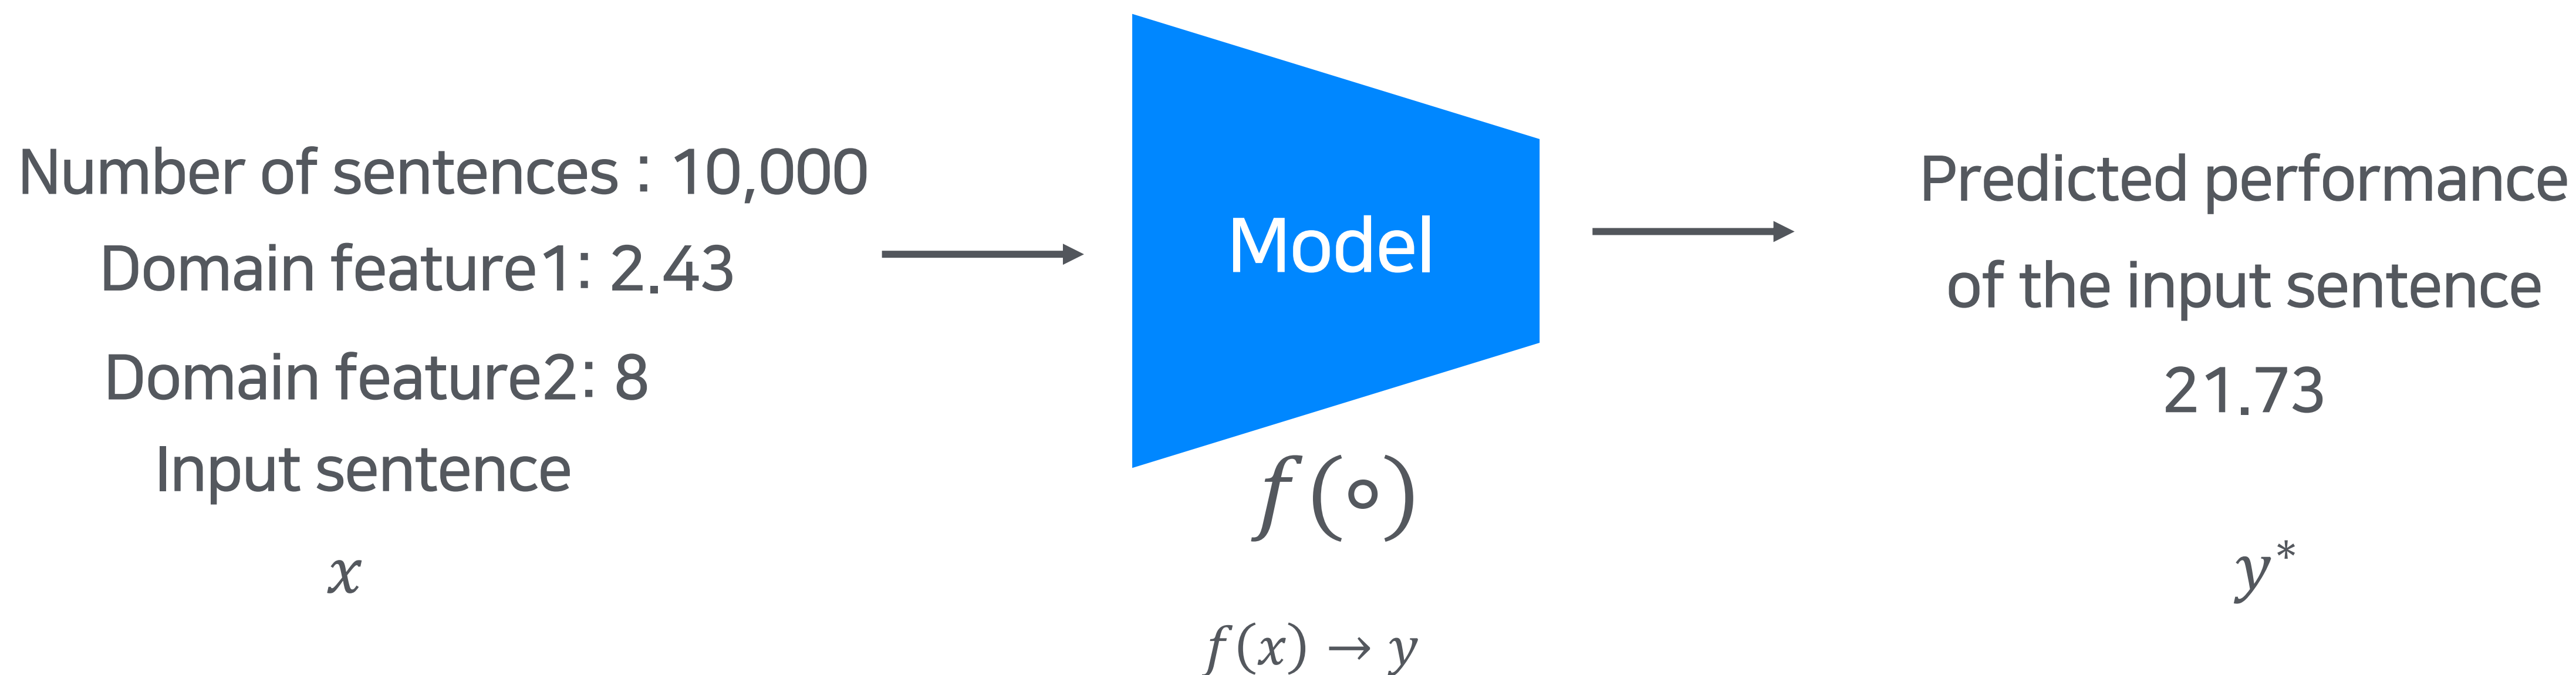 Number of sentences : 10,000
Domain feature1: 2.43
Domain feature2: 8
Input sentence
x
Model
f(∘)
f(x) → y
Predicted performance
of the input sentence
21.73
y*